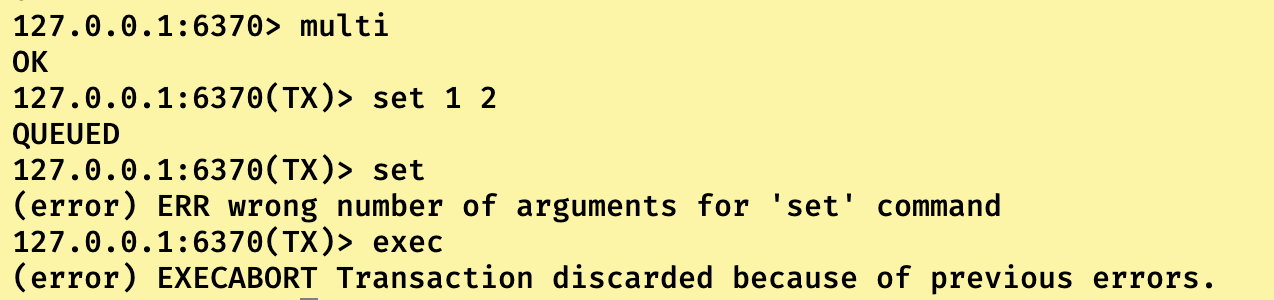 127.0.0.1:6370> multi
OK
127.0.0.1:6370(TX)> set 1 2
QUEUED
127.0.0.1:6370(TX)> set
(error) ERR wrong number of arguments for 'set' command
127.0.0.1:6370(TX)> exec
(error) EXECABORT Transaction discarded because of previous errors.